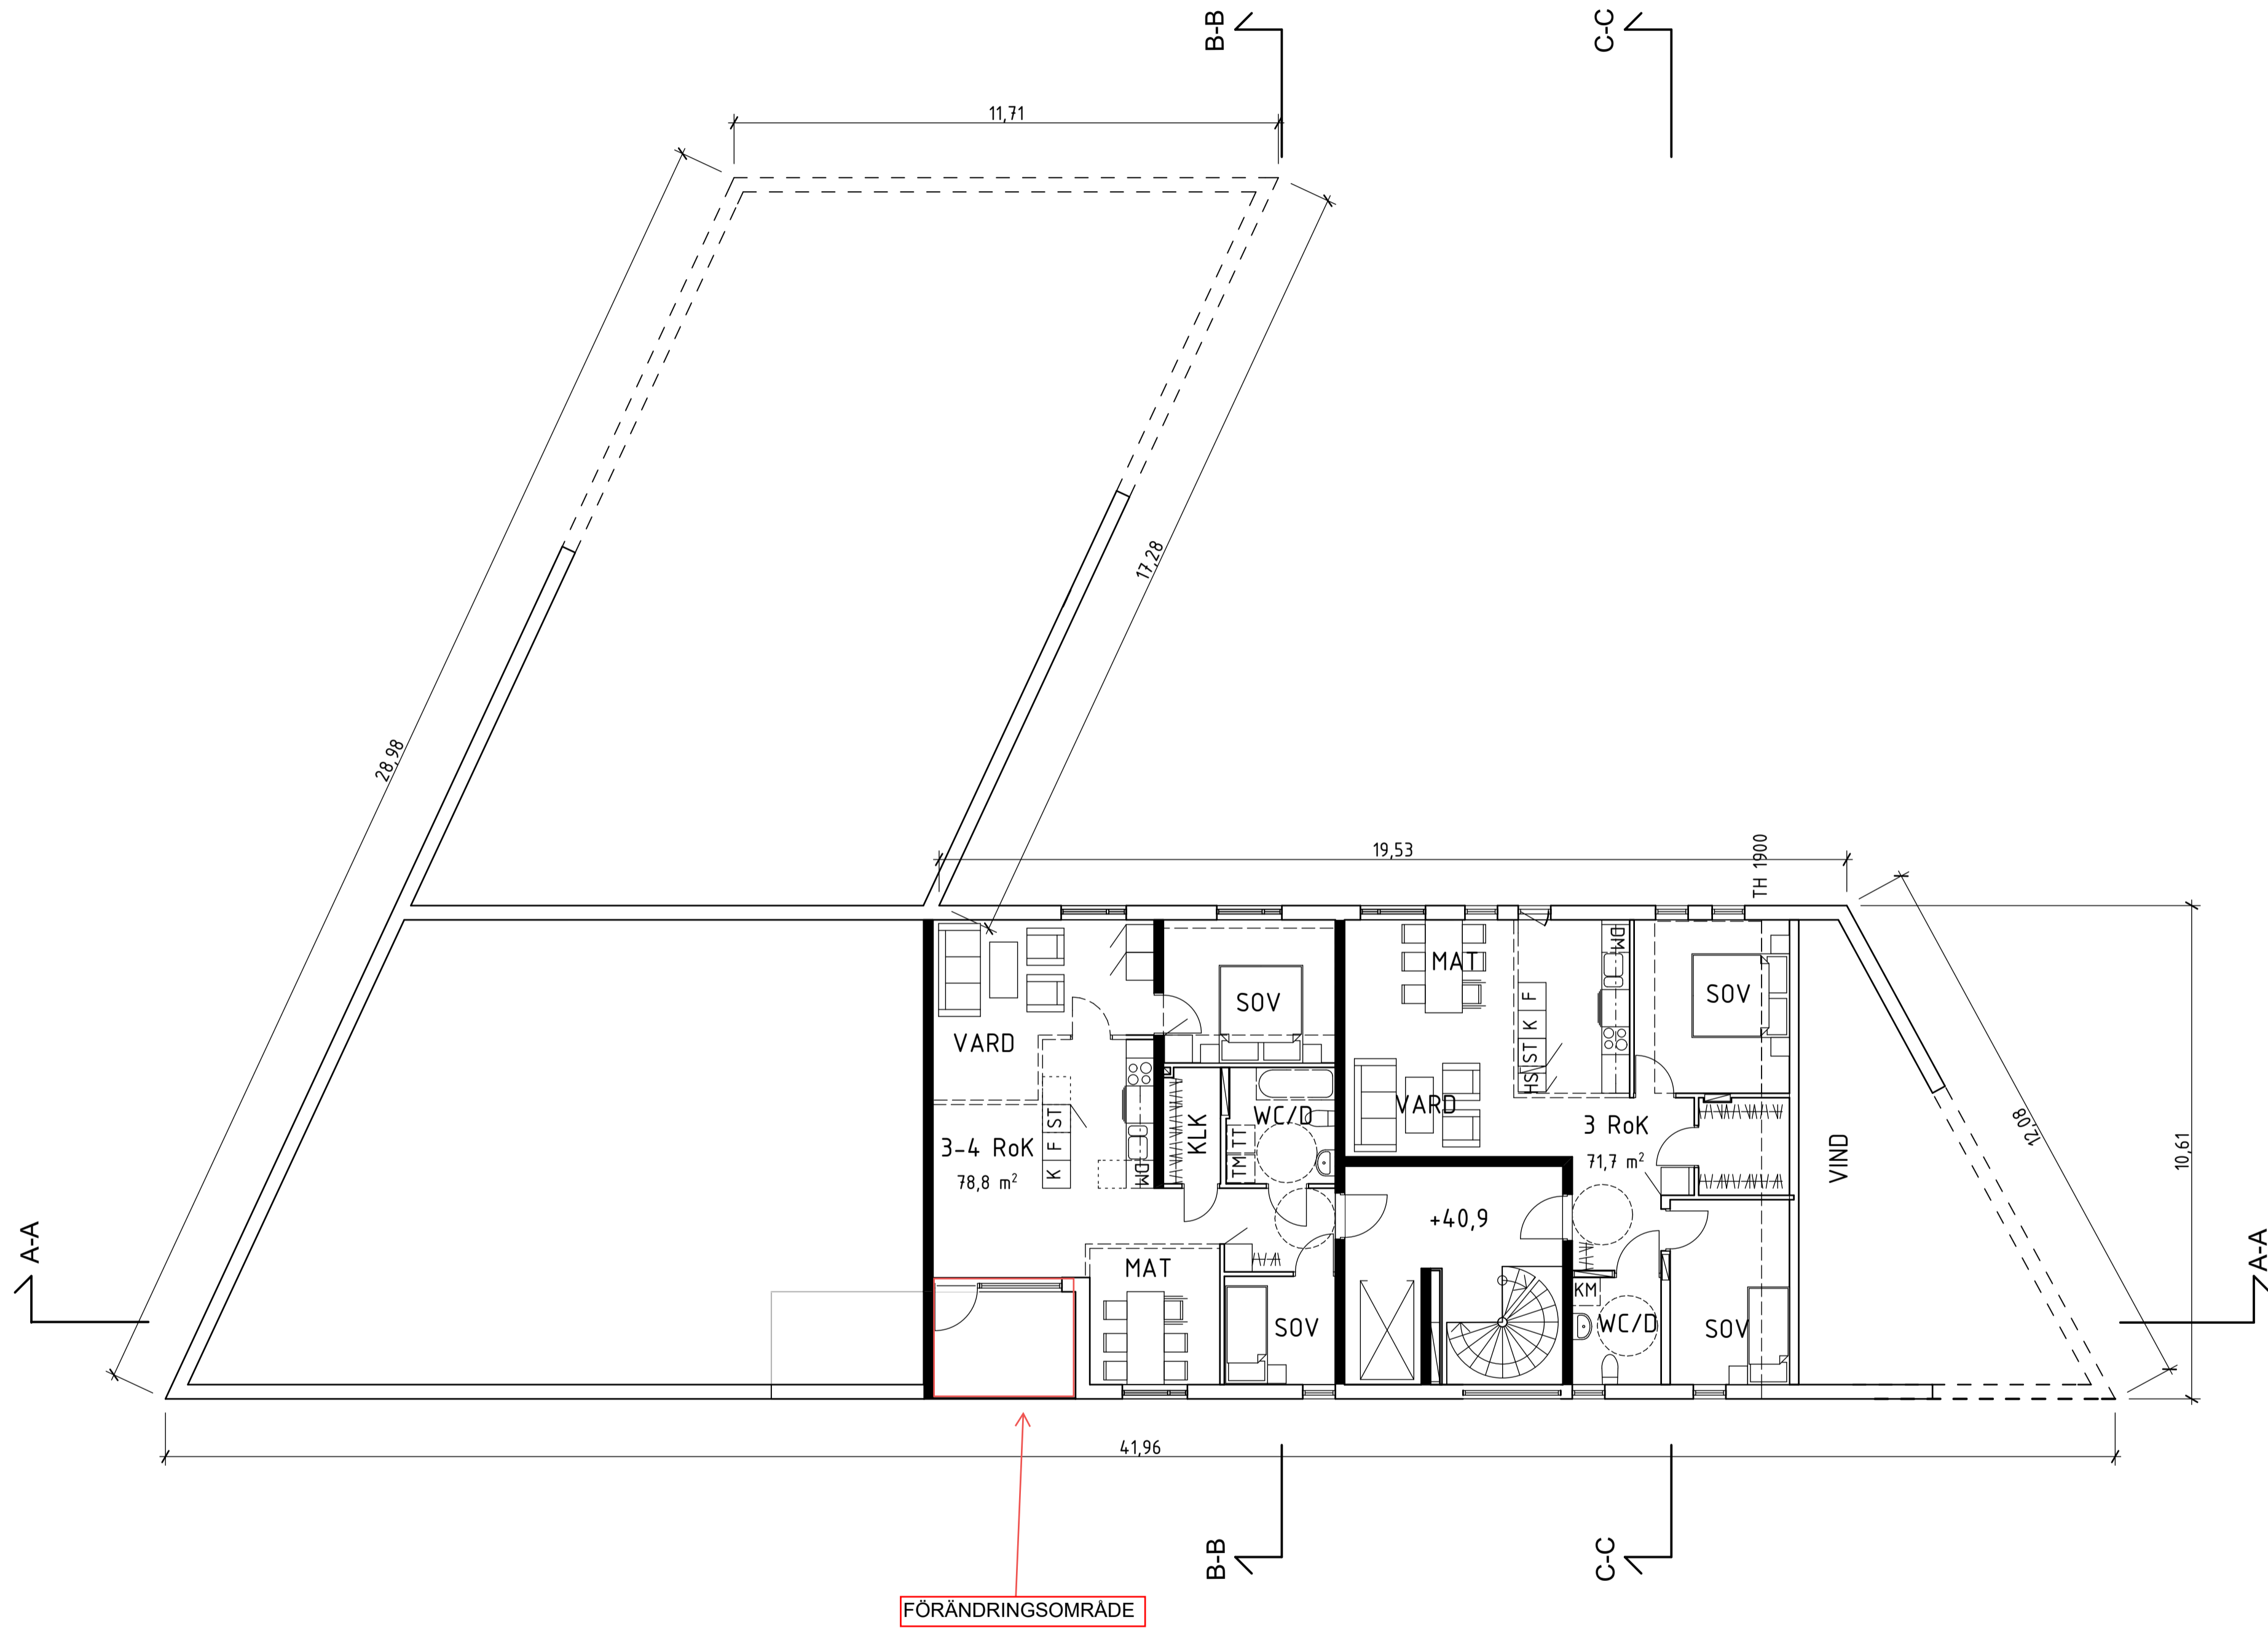 B-B
C-C
11,71
17,28
28,98
19,53
TH 1900
12,08
10,61
VARD
SOV
MAT
DM
F
K
ST
HS
SOV
VARD
3-4 RoK
78,8 m²
ST
F
K
DM
KLK
WC/D
TT
TM
3 RoK
71,7 m²
VIND
A-A
A-A
+40,9
MAT
SOV
KM
WC/D
SOV
41,96
B-B
C-C
FÖRÄNDRINGSOMRÅDE